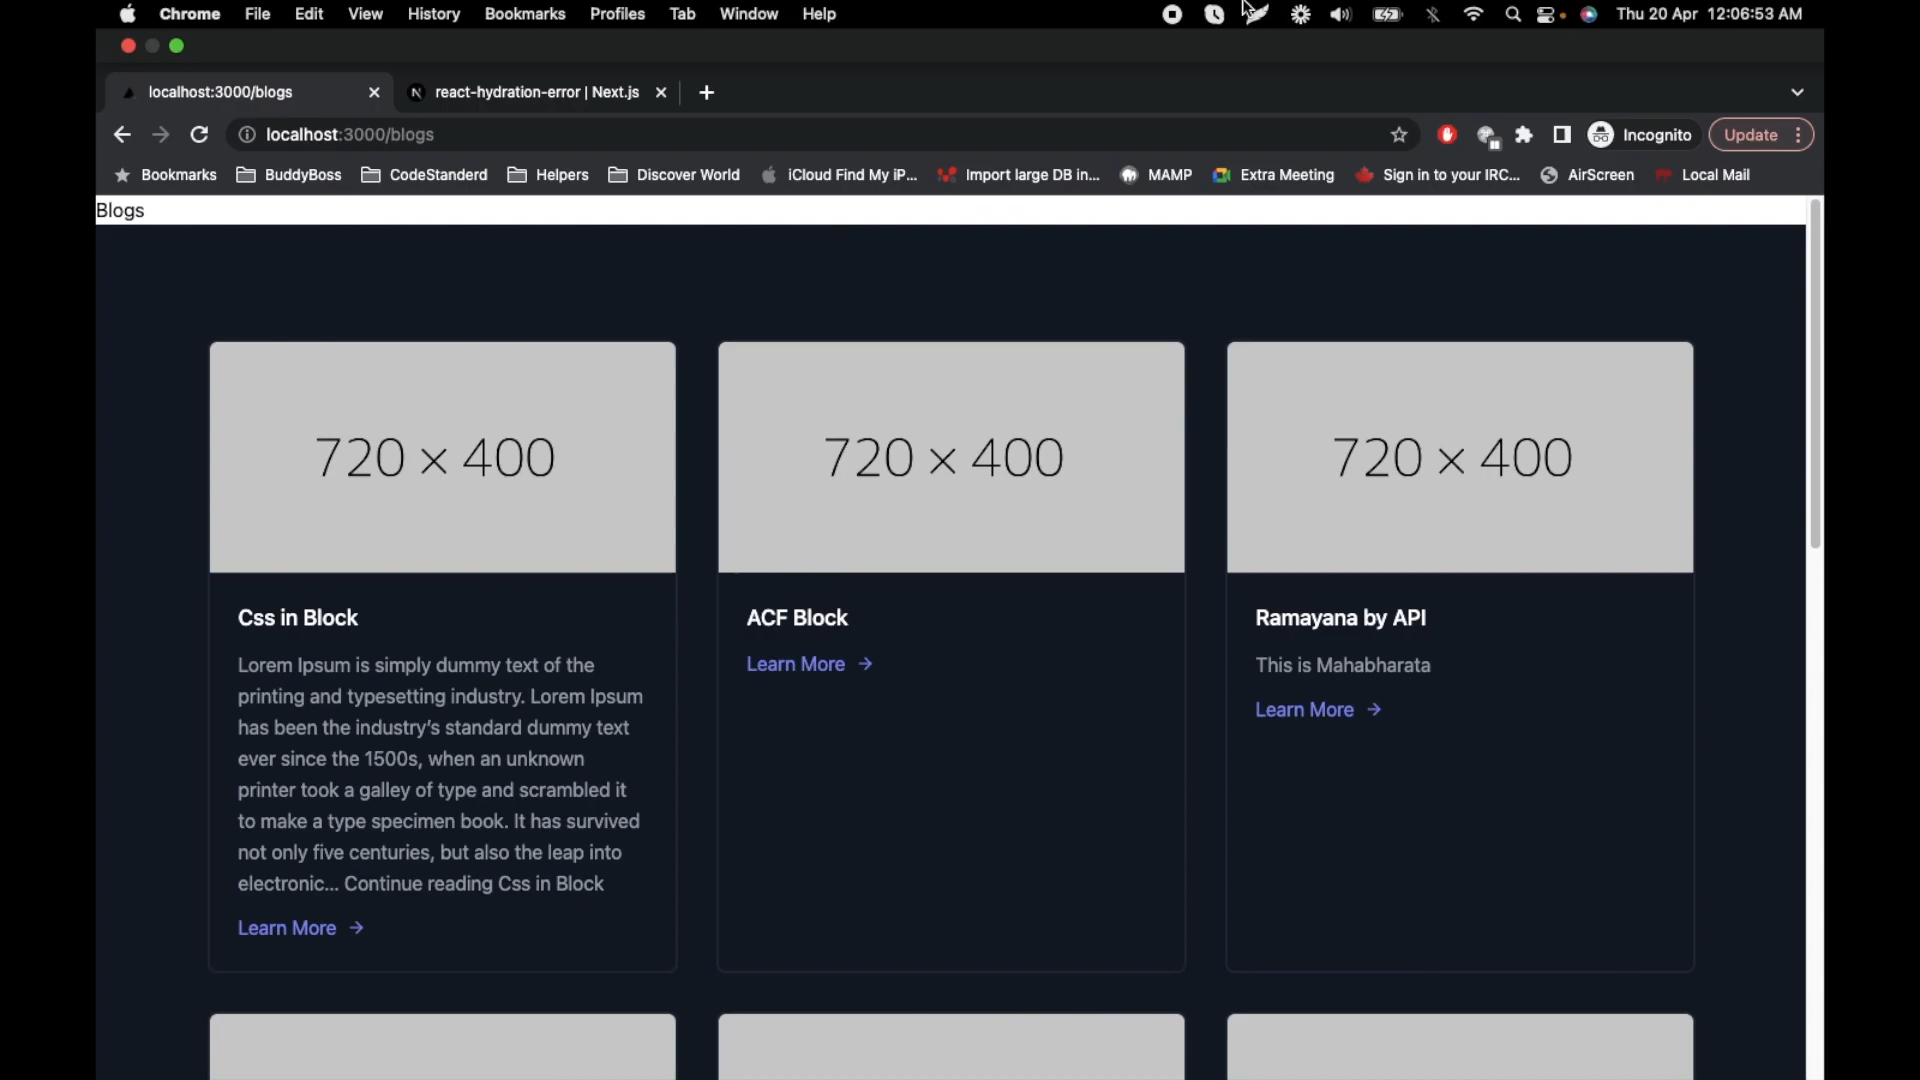 Chrome File Edit View History Bookmarks Profiles Tab Window Help Thu 20 Apr 12:06:53 AM
localhost:3000/blogs react-hydration-error | Next.js
localhost:3000/blogs Incognito Update
Bookmarks BuddyBoss CodeStanderd Helpers Discover World iCloud Find My iP... Import large DB in... MAMP Extra Meeting Sign in to your IRC... AirScreen Local Mail
Blogs
720 × 400 720 × 400 720 × 400
Css in Block
Lorem Ipsum is simply dummy text of the
printing and typesetting industry. Lorem Ipsum
has been the industry’s standard dummy text
ever since the 1500s, when an unknown
printer took a galley of type and scrambled it
to make a type specimen book. It has survived
not only five centuries, but also the leap into
electronic... Continue reading Css in Block
Learn More →
ACF Block
Learn More →
Ramayana by API
This is Mahabharata
Learn More →